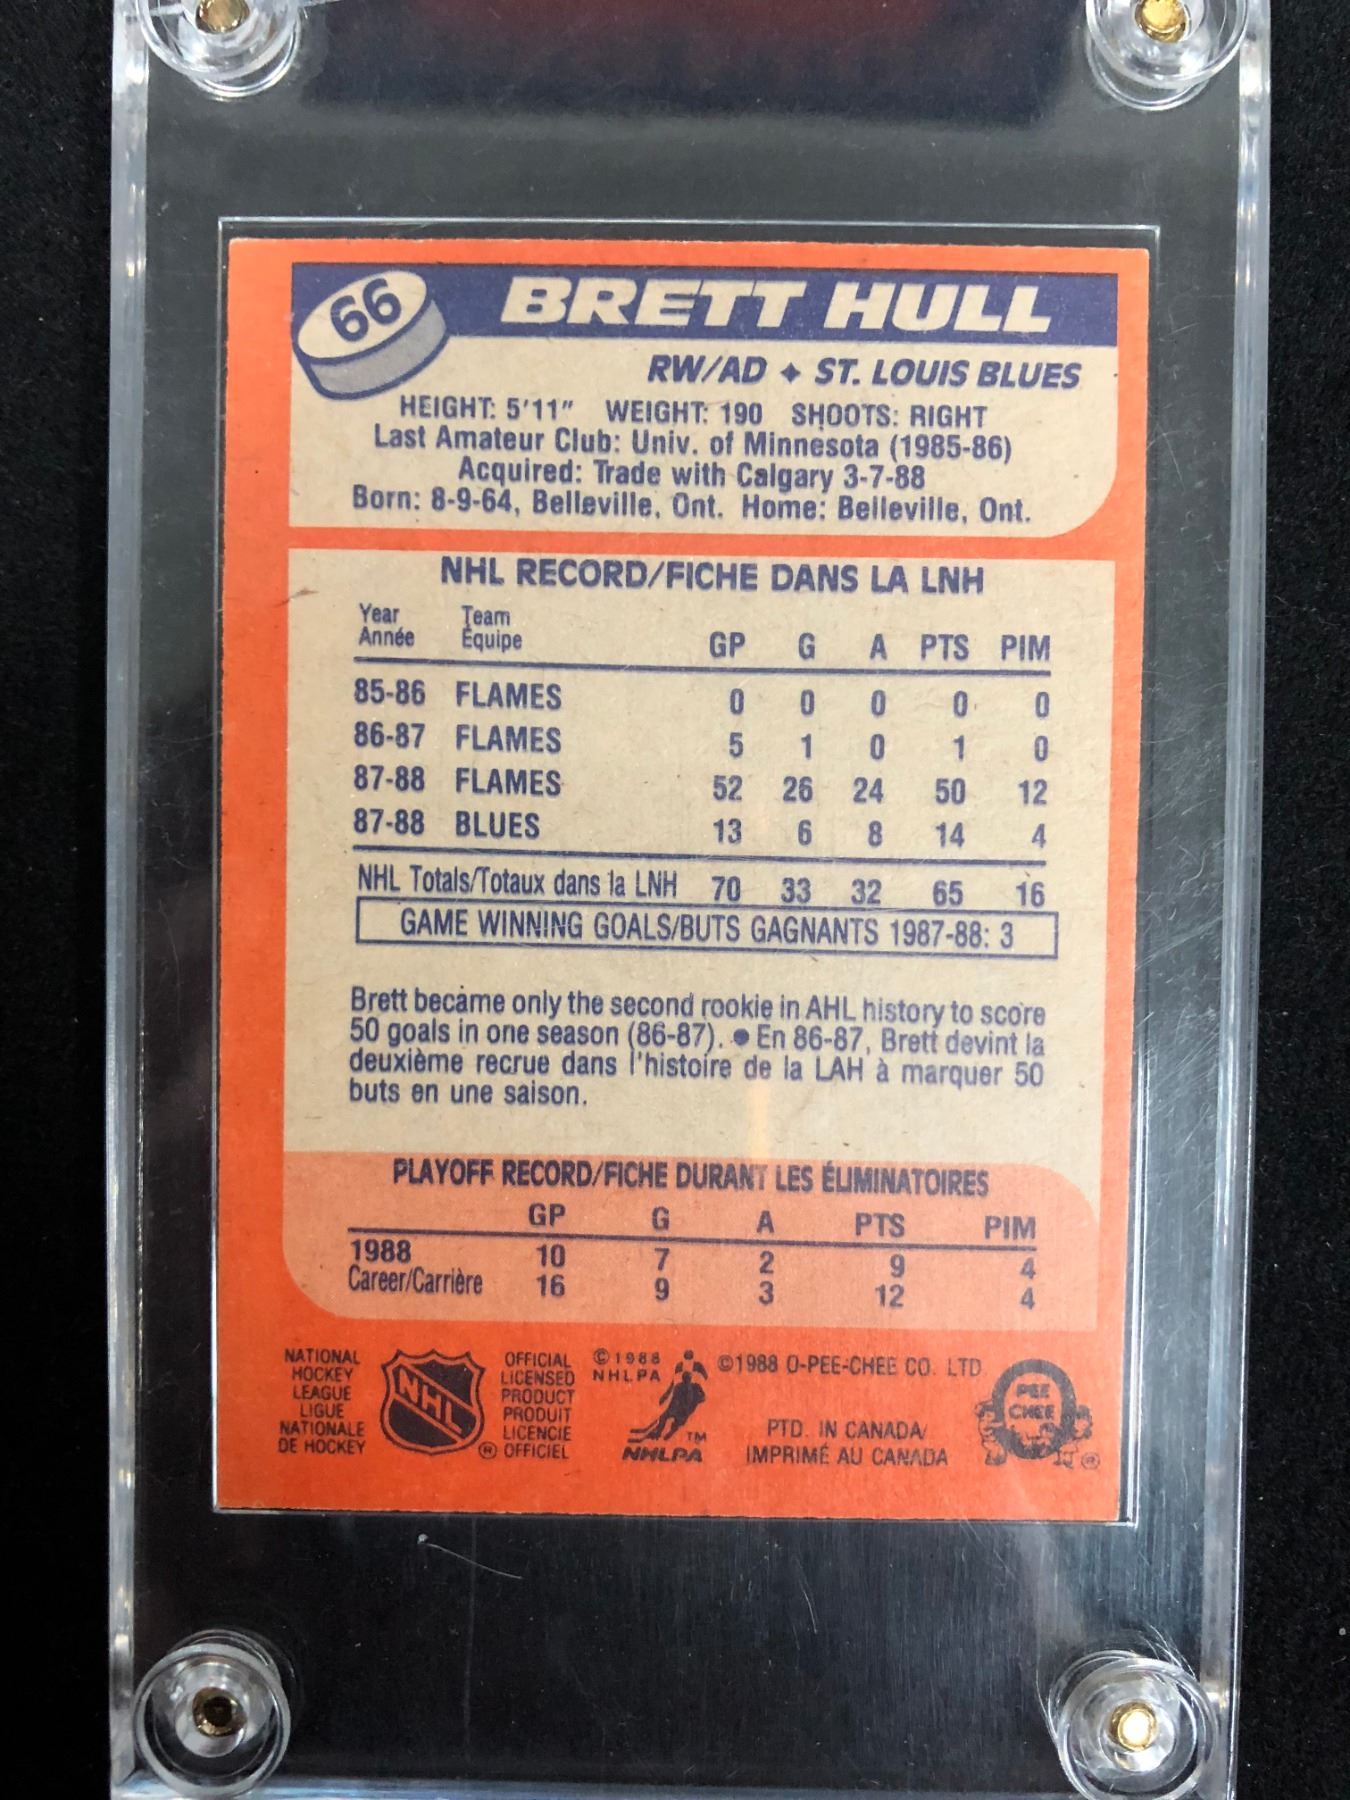 66
BRETT HULL
RW/AD ✦ ST. LOUIS BLUES
HEIGHT: 5'11" WEIGHT: 190 SHOOTS: RIGHT
Last Amateur Club: Univ. of Minnesota (1985-86)
Acquired: Trade with Calgary 3-7-88
Born: 8-9-64, Belleville, Ont. Home: Belleville, Ont.
NHL RECORD/FICHE DANS LA LNH
Year Team
Année Équipe GP G A PTS PIM
85-86 FLAMES 0 0 0 0 0
86-87 FLAMES 5 1 0 1 0
87-88 FLAMES 52 26 24 50 12
87-88 BLUES 13 6 8 14 4
NHL Totals/Totaux dans la LNH 70 33 32 65 16
GAME WINNING GOALS/BUTS GAGNANTS 1987-88: 3
Brett became only the second rookie in AHL history to score
50 goals in one season (86-87). ● En 86-87, Brett devint la
deuxième recrue dans l'histoire de la LAH à marquer 50
buts en une saison.
PLAYOFF RECORD/FICHE DURANT LES ÉLIMINATOIRES
GP G A PTS PIM
1988 10 7 2 9 4
Career/Carrière 16 9 3 12 4
NATIONAL
HOCKEY
LEAGUE
LIGUE
NATIONALE
DE HOCKEY
NHL
®
OFFICIAL
LICENSED
PRODUCT
PRODUIT
LICENCIE
OFFICIEL
©1988
NHLPA
TM
NHLPA
©1988 O-PEE-CHEE CO. LTD
PTD. IN CANADA/
IMPRIMÉ AU CANADA
O
PEE
CHEE
®